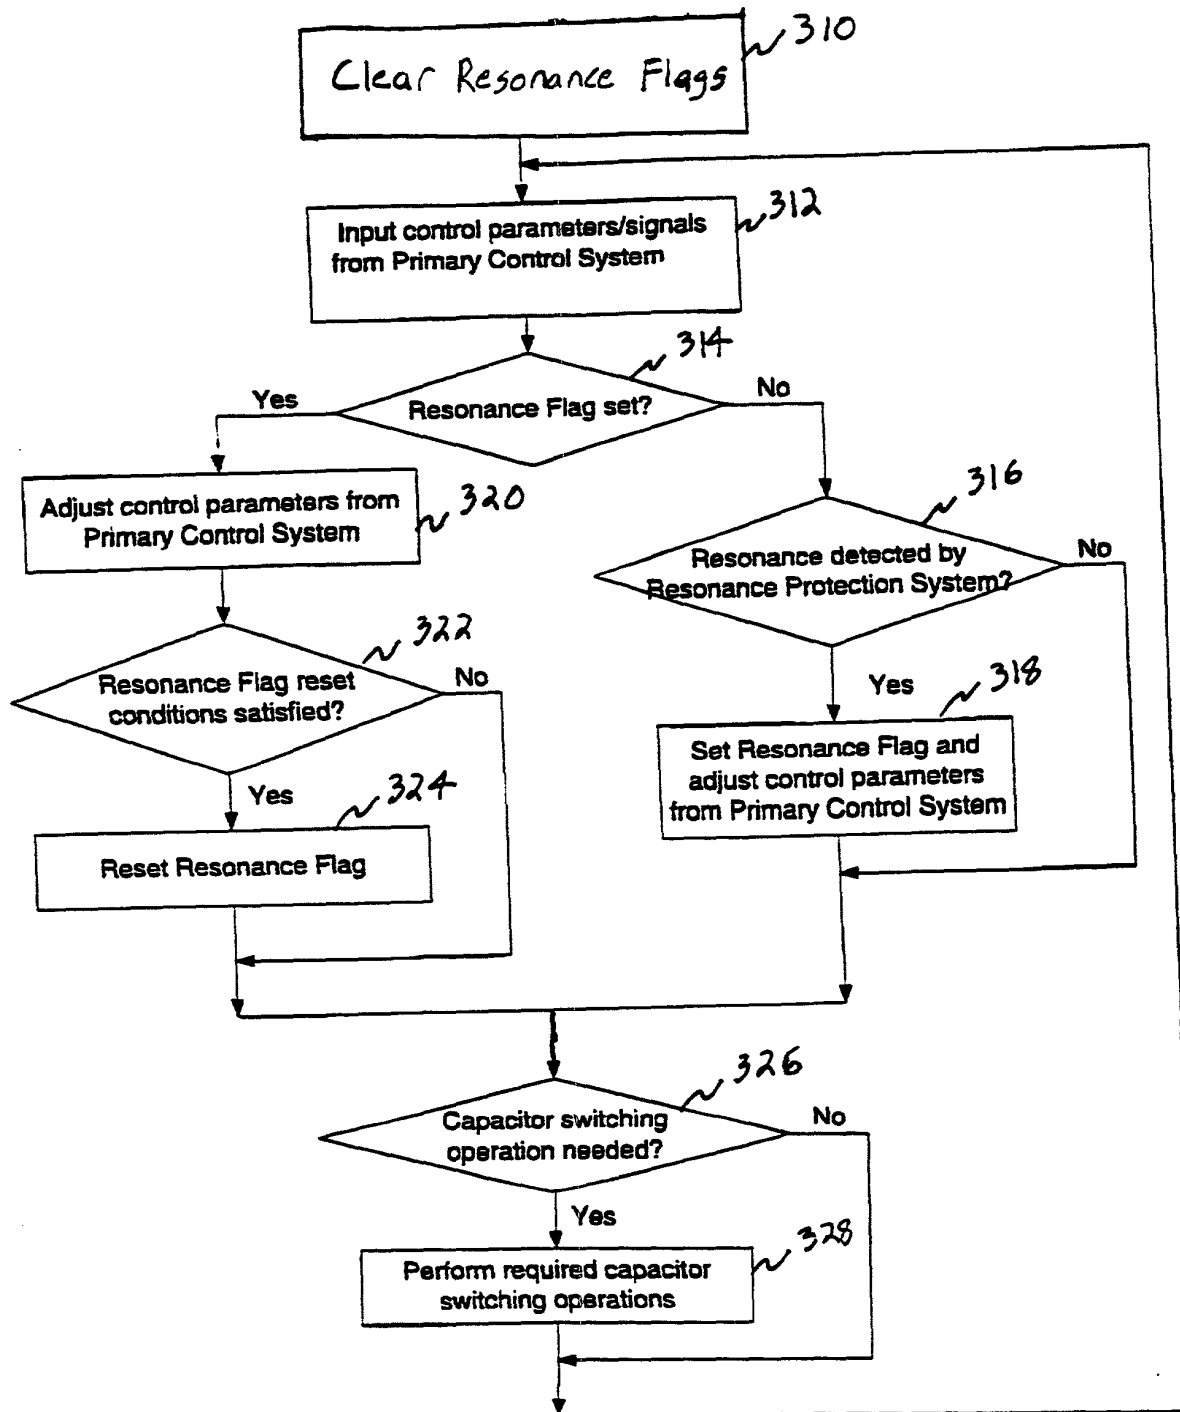 310
Clear Resonance Flags
312
Input control parameters/signals
from Primary Control System
314
Yes
Resonance Flag set?
No
320
Adjust control parameters from
Primary Control System
316
Resonance detected by
Resonance Protection System?
No
322
Resonance Flag reset
conditions satisfied?
No
Yes
318
Set Resonance Flag and
adjust control parameters
from Primary Control System
Yes
324
Reset Resonance Flag
326
Capacitor switching
operation needed?
No
Yes
328
Perform required capacitor
switching operations